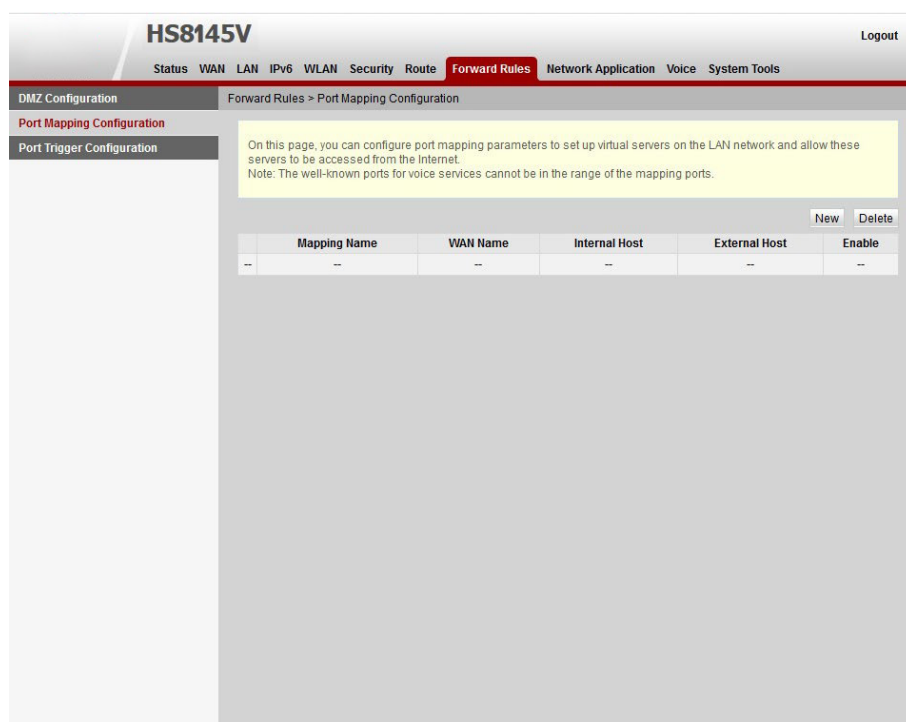 HS8145V
Logout
Status WAN LAN IPv6 WLAN Security Route Forward Rules Network Application Voice System Tools
DMZ Configuration
Port Mapping Configuration
Port Trigger Configuration
Forward Rules > Port Mapping Configuration
On this page, you can configure port mapping parameters to set up virtual servers on the LAN network and allow these
servers to be accessed from the Internet.
Note: The well-known ports for voice services cannot be in the range of the mapping ports.
New Delete
Mapping Name WAN Name Internal Host External Host Enable
-- -- -- -- -- --